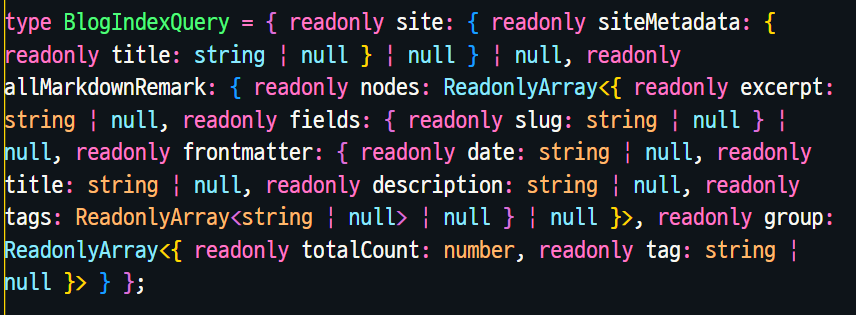 type BlogIndexQuery = { readonly site: { readonly siteMetadata: {
readonly title: string | null } | null } | null, readonly
allMarkdownRemark: { readonly nodes: ReadonlyArray<{ readonly excerpt:
string | null, readonly fields: { readonly slug: string | null } |
null, readonly frontmatter: { readonly date: string | null, readonly
title: string | null, readonly description: string | null, readonly
tags: ReadonlyArray<string | null> | null } | null }>, readonly group:
ReadonlyArray<{ readonly totalCount: number, readonly tag: string |
null }> } };